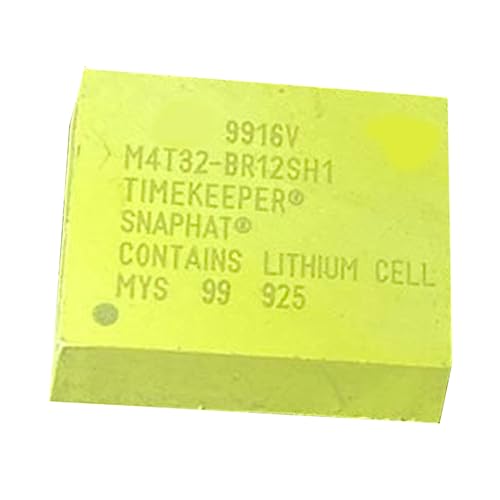 9916V
M4T32-BR12SH1
TIMEKEEPER®
SNAPHAT®
CONTAINS LITHIUM CELL
MYS 99 925